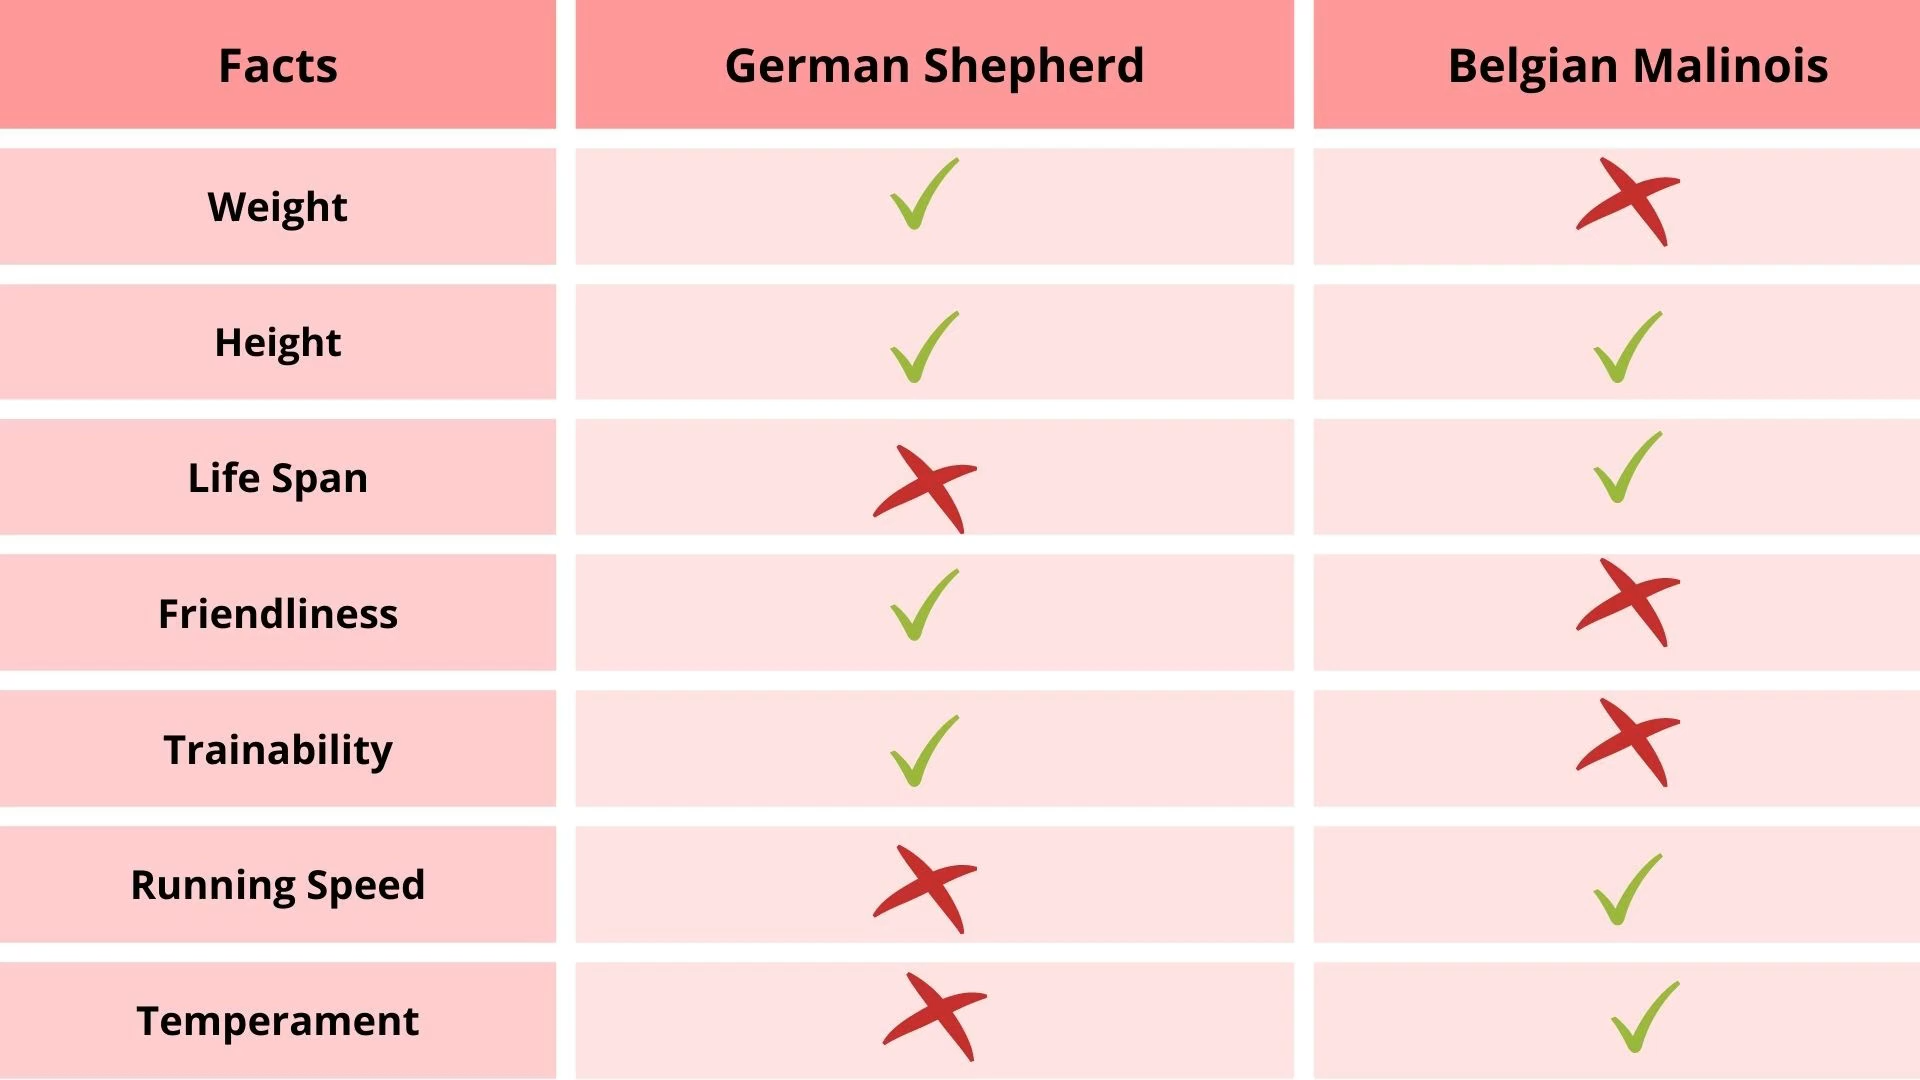 Facts German Shepherd Belgian Malinois
Weight
Height
Life Span
Friendliness
Trainability
Running Speed
Temperament